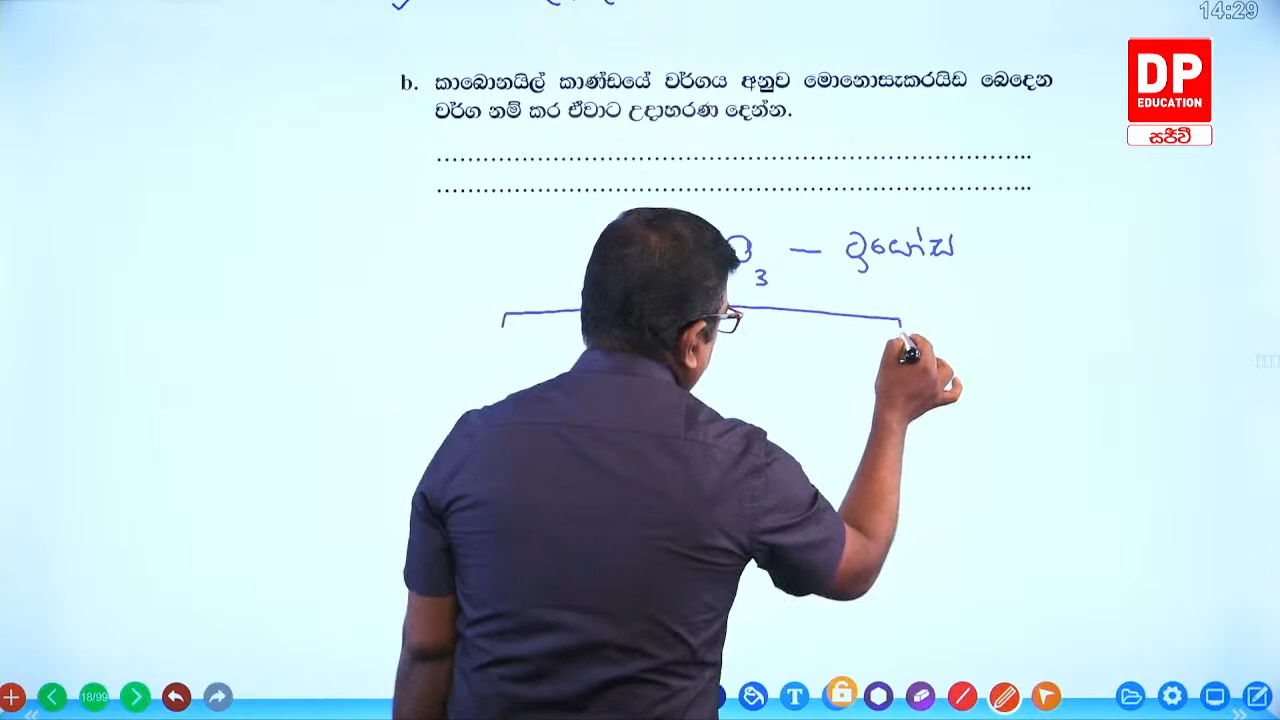 14:29
DP
EDUCATION
සජීවී
b. කාබොනයිල් කාණ්ඩයේ වර්ගය අනුව මොනොසැකරයිඩ බෙදෙන
වර්ග නම් කර ඒවාට උදාහරණ දෙන්න.
3 — ට්‍රයෝස
18/99